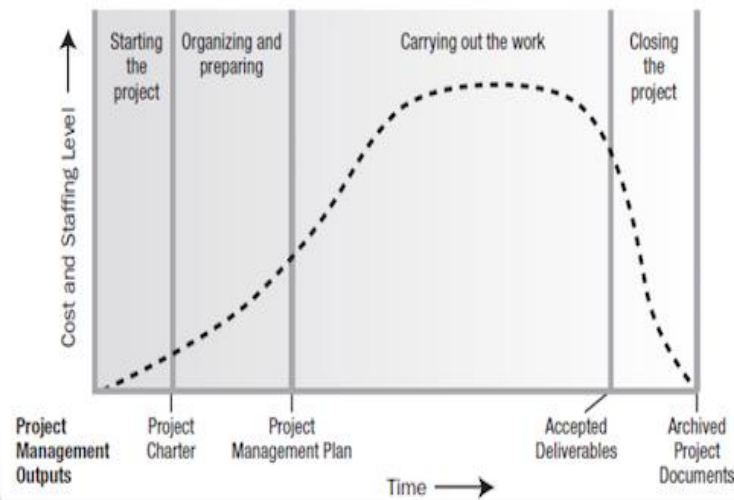 Starting
the
project
Organizing and
preparing
Carrying out the work
Closing
the
project
Cost and Staffing Level
Project
Management
Outputs
Project
Charter
Project
Management Plan
Accepted
Deliverables
Archived
Project
Documents
Time